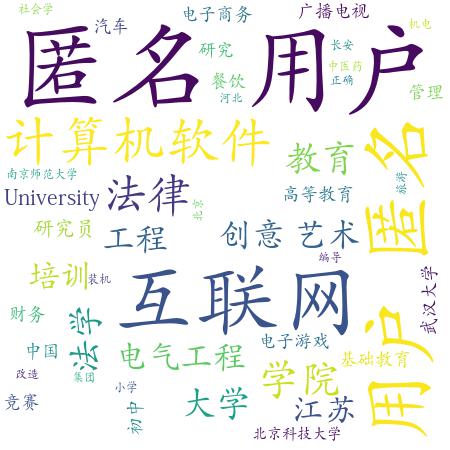 社会学
汽车
电子商务
广播电视
匿名用户
长安
机电
研究
中医药
餐饮
正确
河北
管理
计算机软件
教育
匿名
南京师范大学
University
法律
北京
高等教育
旅游
研究员
工程
创意
艺术
编导
培训
装机
互联网
武汉大学
财务
法学
中国
电气工程
电子游戏
用户
基础教育
改造
集团
学院
竞赛
小学
初中
大学
江苏
北京科技大学